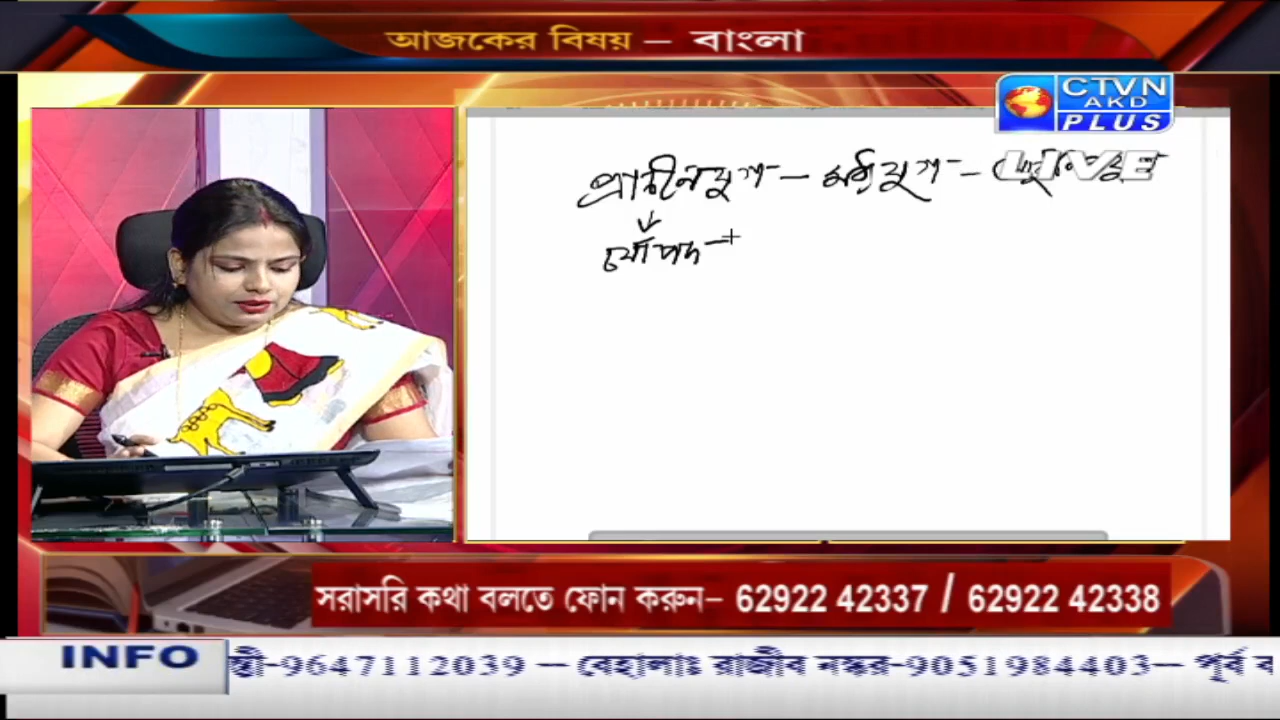 আজকের বিষয় – বাংলা
CTVN
AKD
PLUS
LIVE
প্রাচীনযুগ – মধ্যযুগ –
চর্যাপদ –
সরাসরি কথা বলতে ফোন করুন– 62922 42337 / 62922 42338
INFO
স্ত্রী-9647112039 – বেহালাঃ রাজীব নস্কর-9051984403– পূর্ব ব